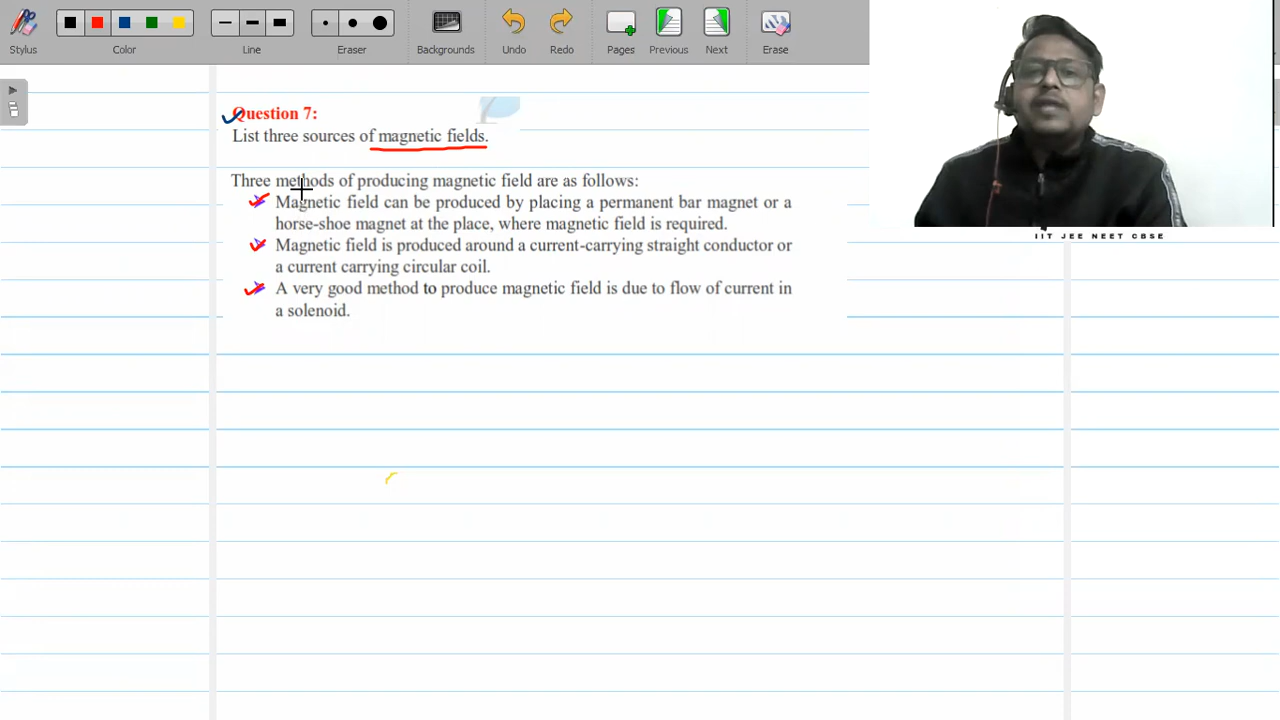 Stylus
Color
Line
Eraser
Backgrounds
Undo
Redo
Pages
Previous
Next
Erase
IIT JEE NEET CBSE
Question 7:
List three sources of magnetic fields.
Three methods of producing magnetic field are as follows:
Magnetic field can be produced by placing a permanent bar magnet or a
horse-shoe magnet at the place, where magnetic field is required.
Magnetic field is produced around a current-carrying straight conductor or
a current carrying circular coil.
A very good method to produce magnetic field is due to flow of current in
a solenoid.